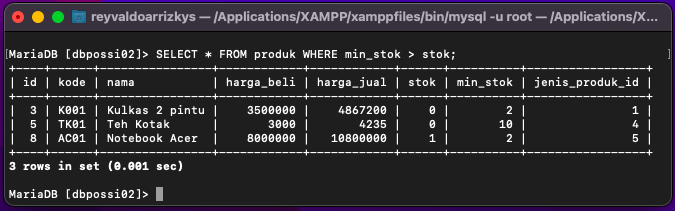 reyvaldoarrizkys — /Applications/XAMPP/xamppfiles/bin/mysql -u root — /Applications/X...
[MariaDB [dbpossi02]> SELECT * FROM produk WHERE min_stok > stok; ]
+----+------+----------------+------------+------------+------+----------+-----------------+
| id | kode | nama | harga_beli | harga_jual | stok | min_stok | jenis_produk_id |
+----+------+----------------+------------+------------+------+----------+-----------------+
| 3 | K001 | Kulkas 2 pintu | 3500000 | 4867200 | 0 | 2 | 1 |
| 5 | TK01 | Teh Kotak | 3000 | 4235 | 0 | 10 | 4 |
| 8 | AC01 | Notebook Acer | 8000000 | 10800000 | 1 | 2 | 5 |
+----+------+----------------+------------+------------+------+----------+-----------------+
3 rows in set (0.001 sec)
MariaDB [dbpossi02]>